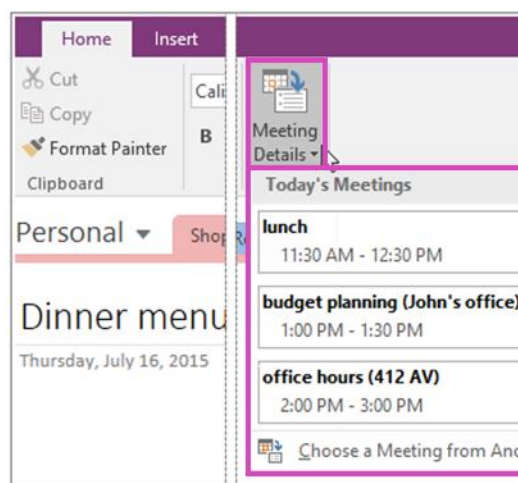 Home Insert
Cut
Copy
Format Painter
Clipboard
B
Meeting
Details
Personal
Today's Meetings
lunch
11:30 AM - 12:30 PM
budget planning (John's office)
1:00 PM - 1:30 PM
office hours (412 AV)
2:00 PM - 3:00 PM
Choose a Meeting from
Dinner menu
Thursday, July 16, 2015